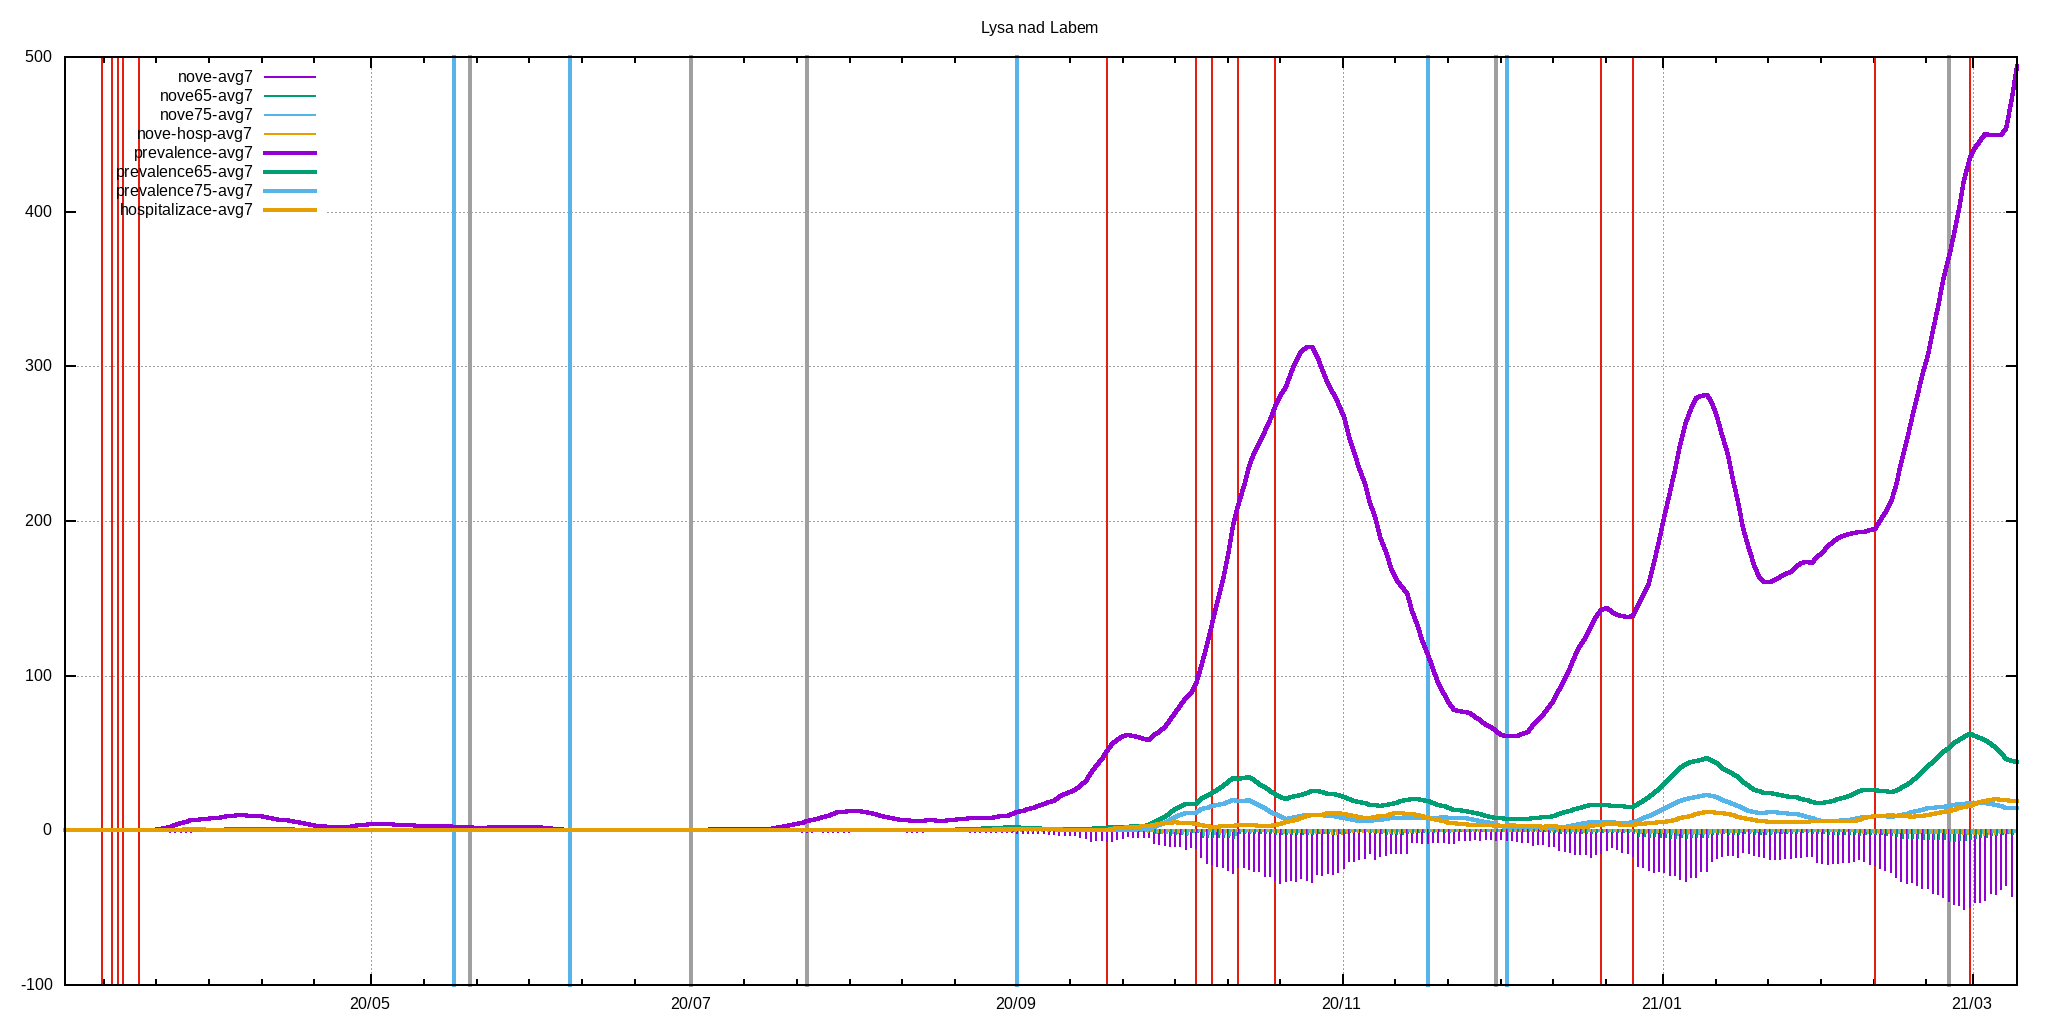 Lysa nad Labem
500
400
300
200
100
0
-100
nove-avg7
nove65-avg7
nove75-avg7
nove-hosp-avg7
prevalence-avg7
prevalence65-avg7
prevalence75-avg7
hospitalizace-avg7
20/05 20/07 20/09 20/11 21/01 21/03